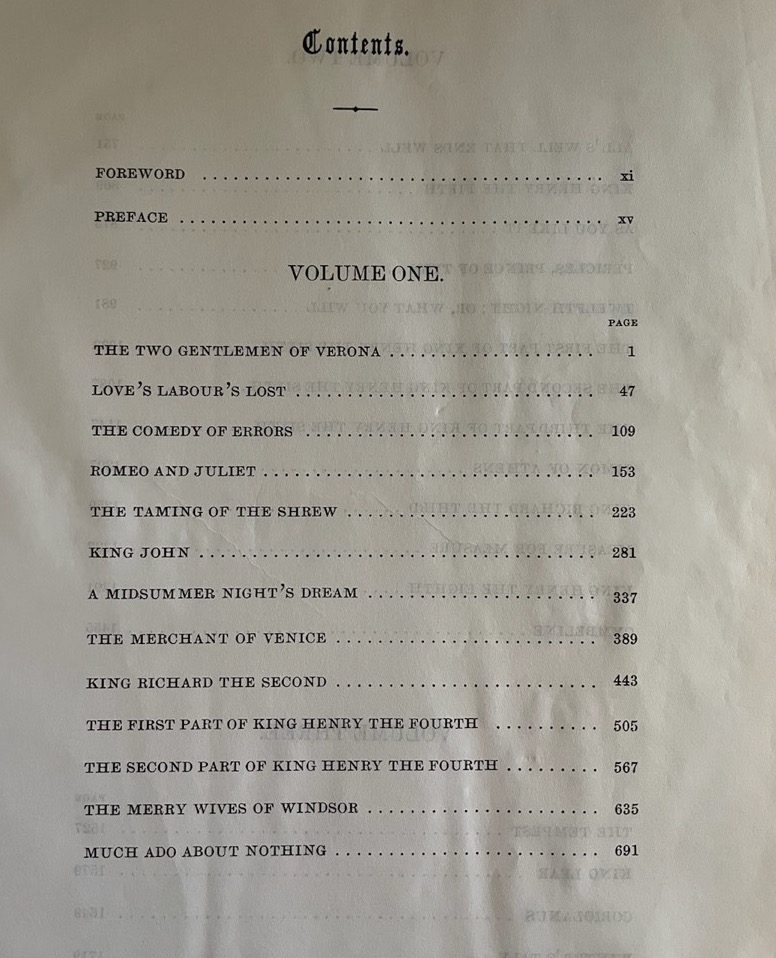 Contents.
FOREWORD ........................................ xi
PREFACE ........................................ xv
VOLUME ONE.
PAGE
THE TWO GENTLEMEN OF VERONA .................... 1
LOVE'S LABOUR'S LOST ............................ 47
THE COMEDY OF ERRORS ............................ 109
ROMEO AND JULIET ................................ 153
THE TAMING OF THE SHREW ........................ 223
KING JOHN ........................................ 281
A MIDSUMMER NIGHT'S DREAM ...................... 337
THE MERCHANT OF VENICE .......................... 389
KING RICHARD THE SECOND ........................ 443
THE FIRST PART OF KING HENRY THE FOURTH .......... 505
THE SECOND PART OF KING HENRY THE FOURTH ......... 567
THE MERRY WIVES OF WINDSOR ...................... 635
MUCH ADO ABOUT NOTHING .......................... 691